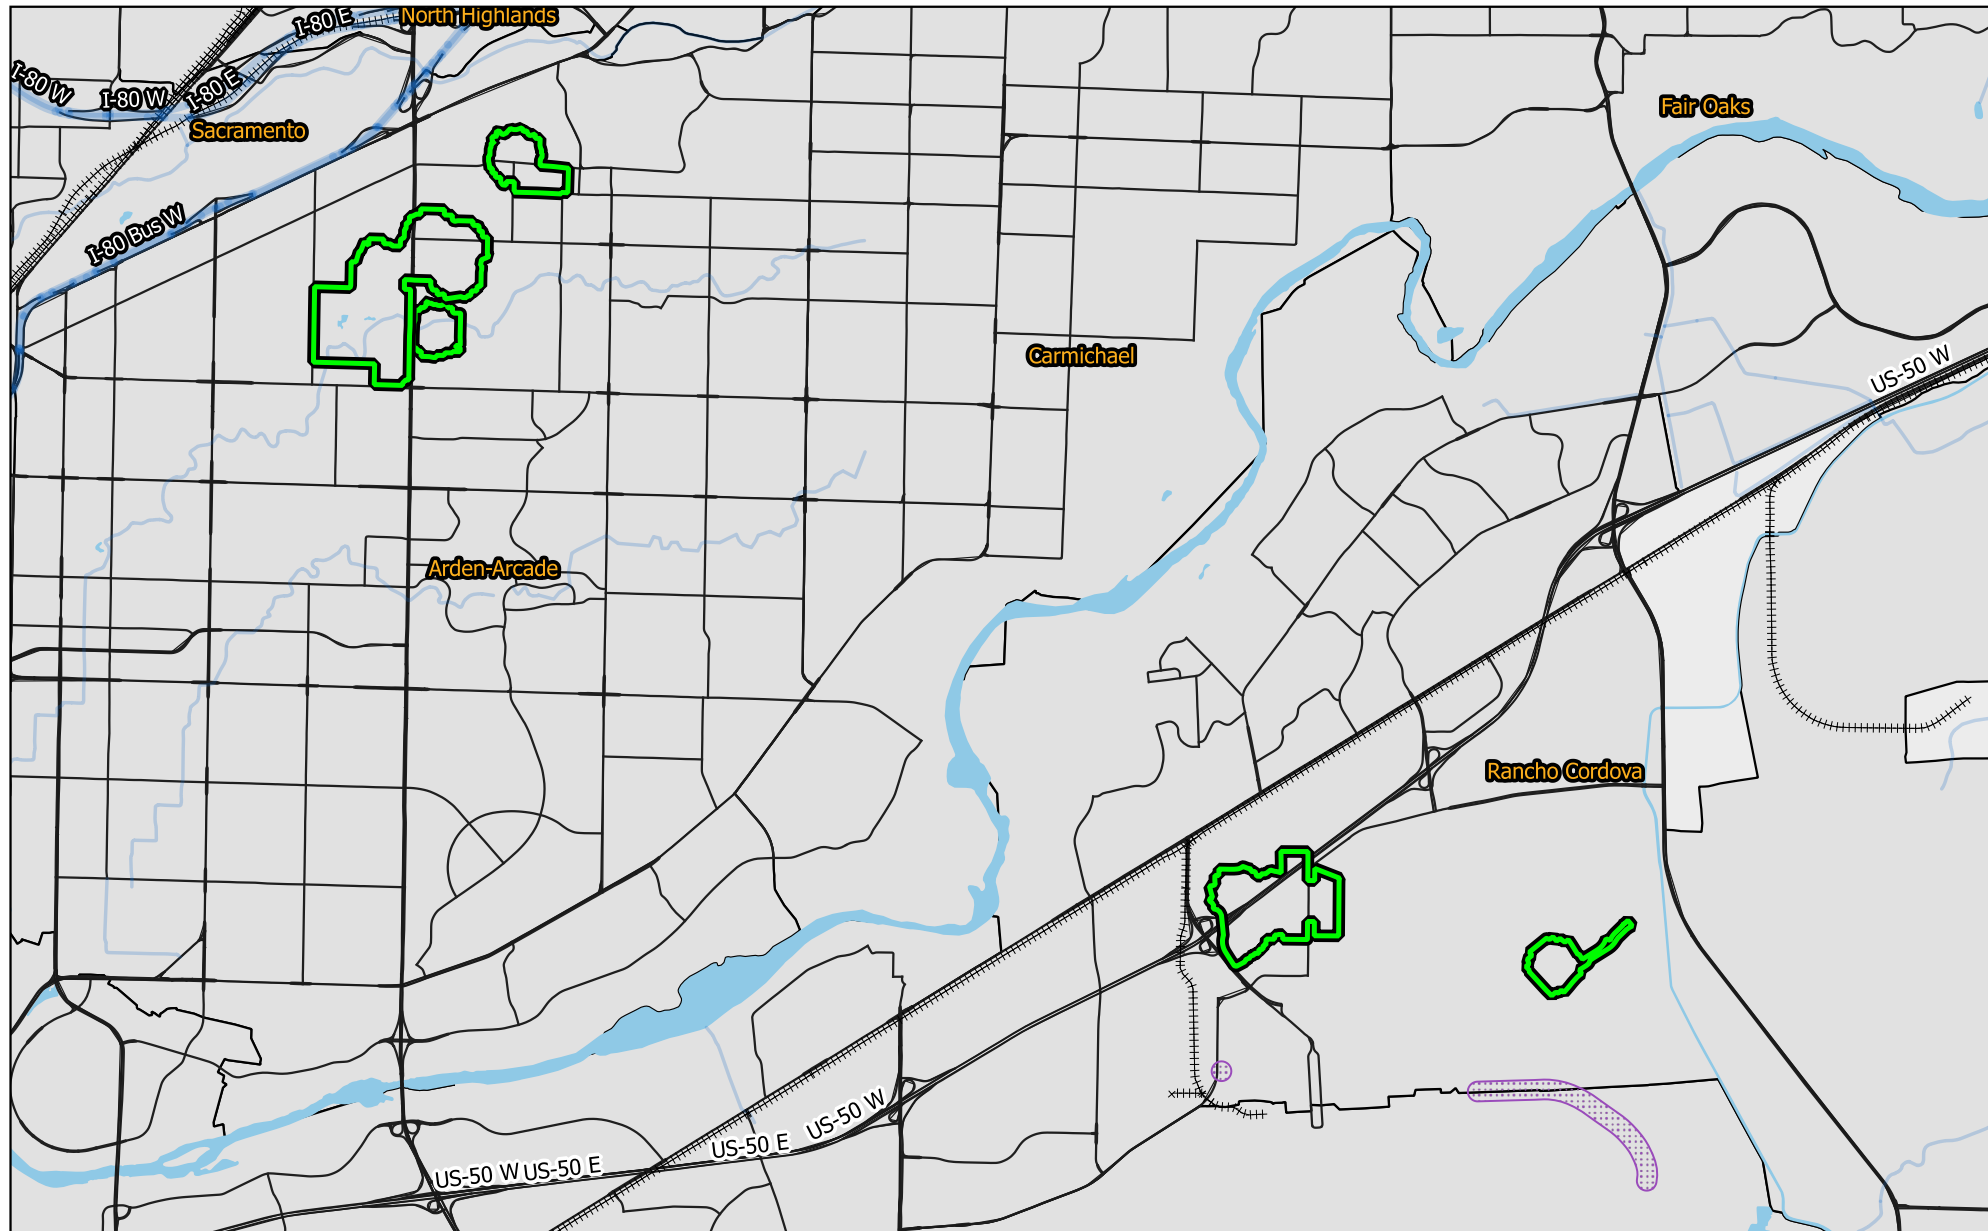 North Highlands
I-80 E
I-80 W
I-80 W
I-80 E
Fair Oaks
Sacramento
I-80 Bus W
Carmichael
US-50 W
Arden-Arcade
Rancho Cordova
US-50 W
US-50 E
US-50 W
US-50 E